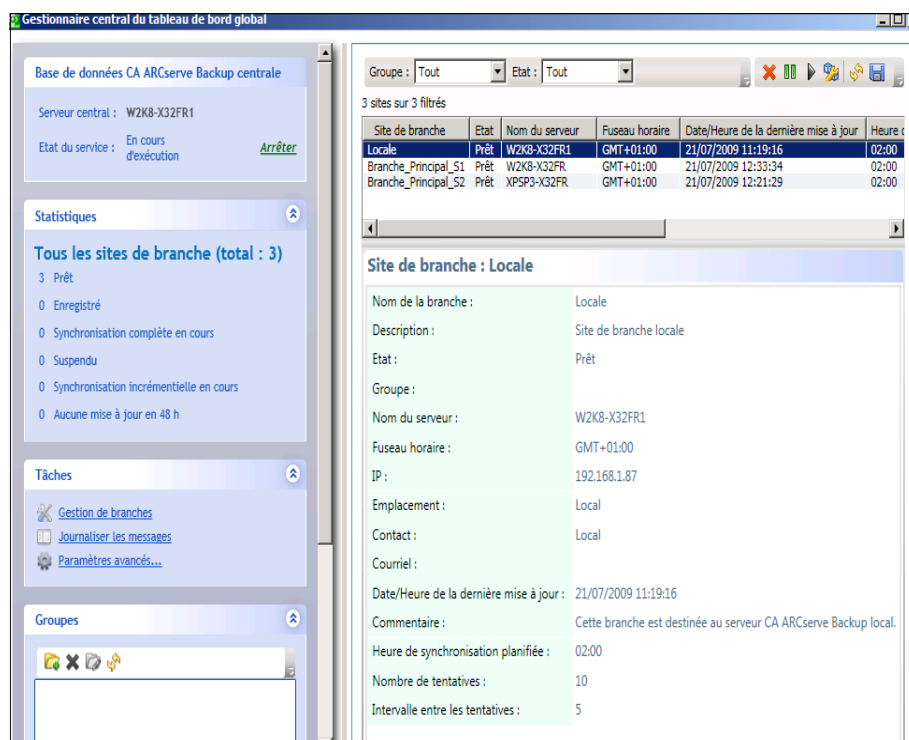 Gestionnaire central du tableau de bord global
Base de données CA ARCserve Backup centrale
Serveur central : W2K8-X32FR1
Etat du service : En cours d'exécution Arrêter
Statistiques
Tous les sites de branche (total : 3)
3 Prêt
0 Enregistré
0 Synchronisation complète en cours
0 Suspendu
0 Synchronisation incrémentielle en cours
0 Aucune mise à jour en 48 h
Tâches
Gestion de branches
Journaliser les messages
Paramètres avancés...
Groupes
Groupe : Tout Etat : Tout
3 sites sur 3 filtrés
Site de branche Etat Nom du serveur Fuseau horaire Date/Heure de la dernière mise à jour Heure
Locale Prêt W2K8-X32FR1 GMT+01:00 21/07/2009 11:19:16 02:00
Branche_Principal_S1 Prêt W2K8-X32FR GMT+01:00 21/07/2009 12:33:34 02:00
Branche_Principal_S2 Prêt XPSP3-X32FR GMT+01:00 21/07/2009 12:21:29 02:00
Site de branche : Locale
Nom de la branche : Locale
Description : Site de branche locale
Etat : Prêt
Groupe :
Nom du serveur : W2K8-X32FR1
Fuseau horaire : GMT+01:00
IP : 192.168.1.87
Emplacement : Local
Contact : Local
Courriel :
Date/Heure de la dernière mise à jour : 21/07/2009 11:19:16
Commentaire : Cette branche est destinée au serveur CA ARCserve Backup local.
Heure de synchronisation planifiée : 02:00
Nombre de tentatives : 10
Intervalle entre les tentatives : 5